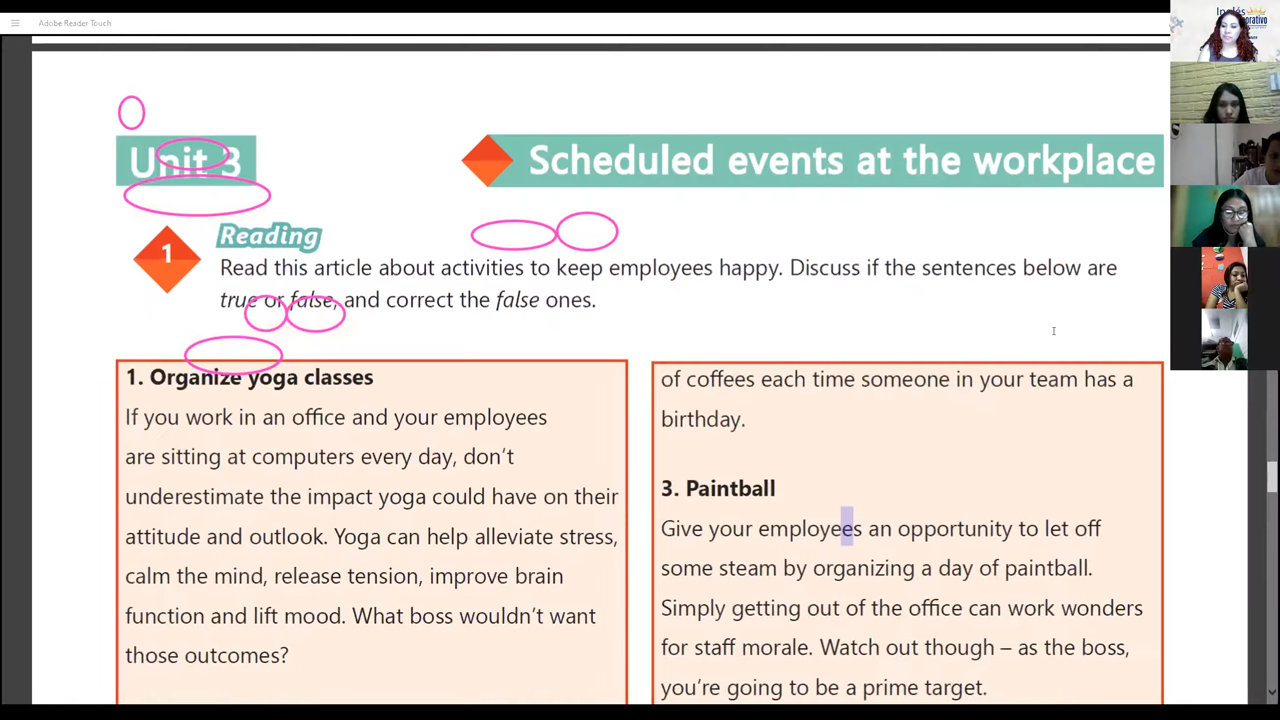 Adobe Reader Touch
Inglés
orativo
Unit 3
Scheduled events at the workplace
1
Reading
Read this article about activities to keep employees happy. Discuss if the sentences below are
true or false, and correct the false ones.
1. Organize yoga classes
If you work in an office and your employees
are sitting at computers every day, don't
underestimate the impact yoga could have on their
attitude and outlook. Yoga can help alleviate stress,
calm the mind, release tension, improve brain
function and lift mood. What boss wouldn't want
those outcomes?
of coffees each time someone in your team has a
birthday.
3. Paintball
Give your employees an opportunity to let off
some steam by organizing a day of paintball.
Simply getting out of the office can work wonders
for staff morale. Watch out though – as the boss,
you're going to be a prime target.